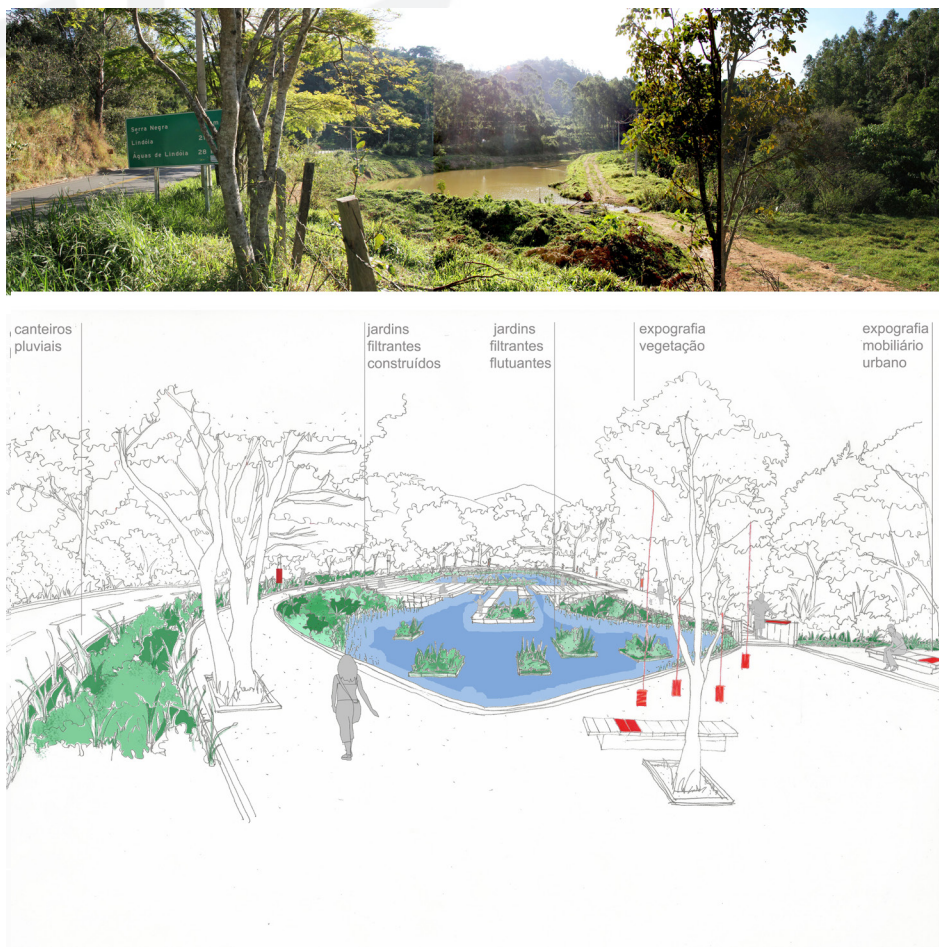 Serra Negra
Lindóia
Águas de Lindóia 28
canteiros
pluviais
jardins
filtrantes
construídos
jardins
filtrantes
flutuantes
expografia
vegetação
expografia
mobiliário
urbano